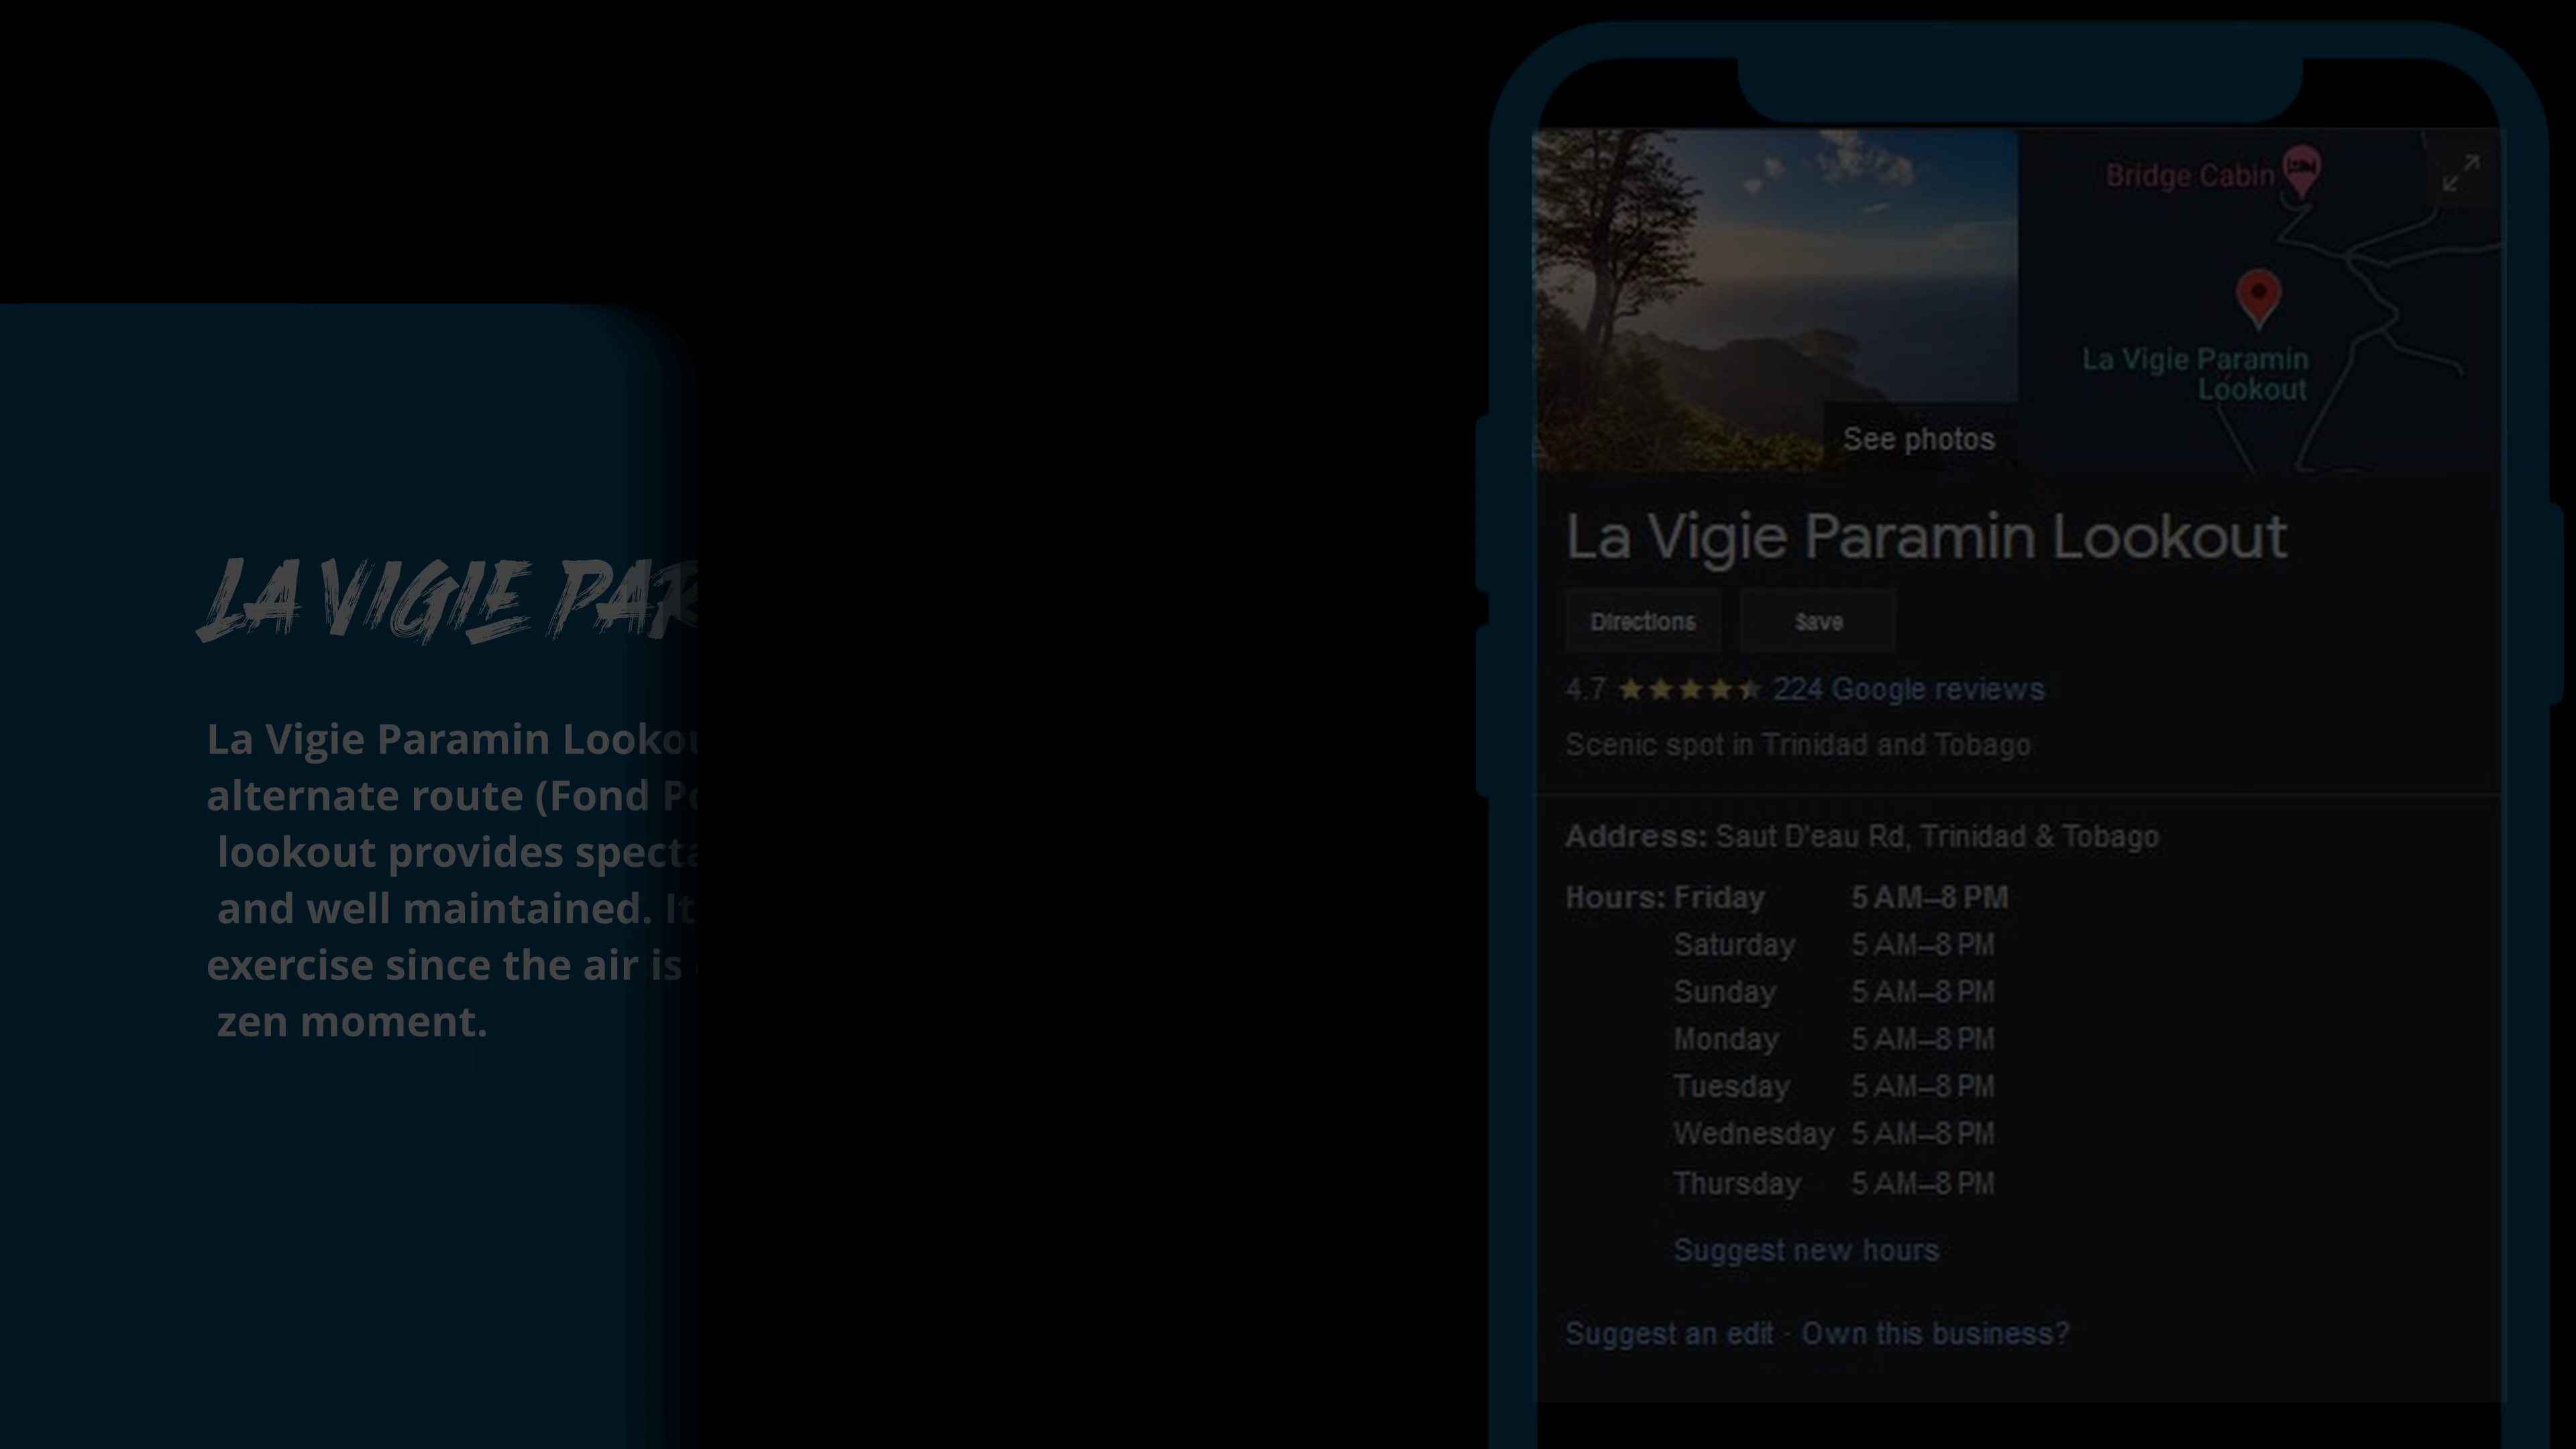 LA VIGIE PAR
La Vigie Paramin
alternate route (Fond
lookout provides
and well maintained. It
exercise since the air is
zen moment.
Bridge Cabin
La Vigie Paramin
Lookout
See photos
La Vigie Paramin Lookout
Directions Save
4.7 224 Google reviews
Scenic spot in Trinidad and Tobago
Address: Saut D'eau Rd, Trinidad & Tobago
Hours: Friday 5 AM–8 PM
Saturday 5 AM–8 PM
Sunday 5 AM–8 PM
Monday 5 AM–8 PM
Tuesday 5 AM–8 PM
Wednesday 5 AM–8 PM
Thursday 5 AM–8 PM
Suggest new hours
Suggest an edit · Own this business?